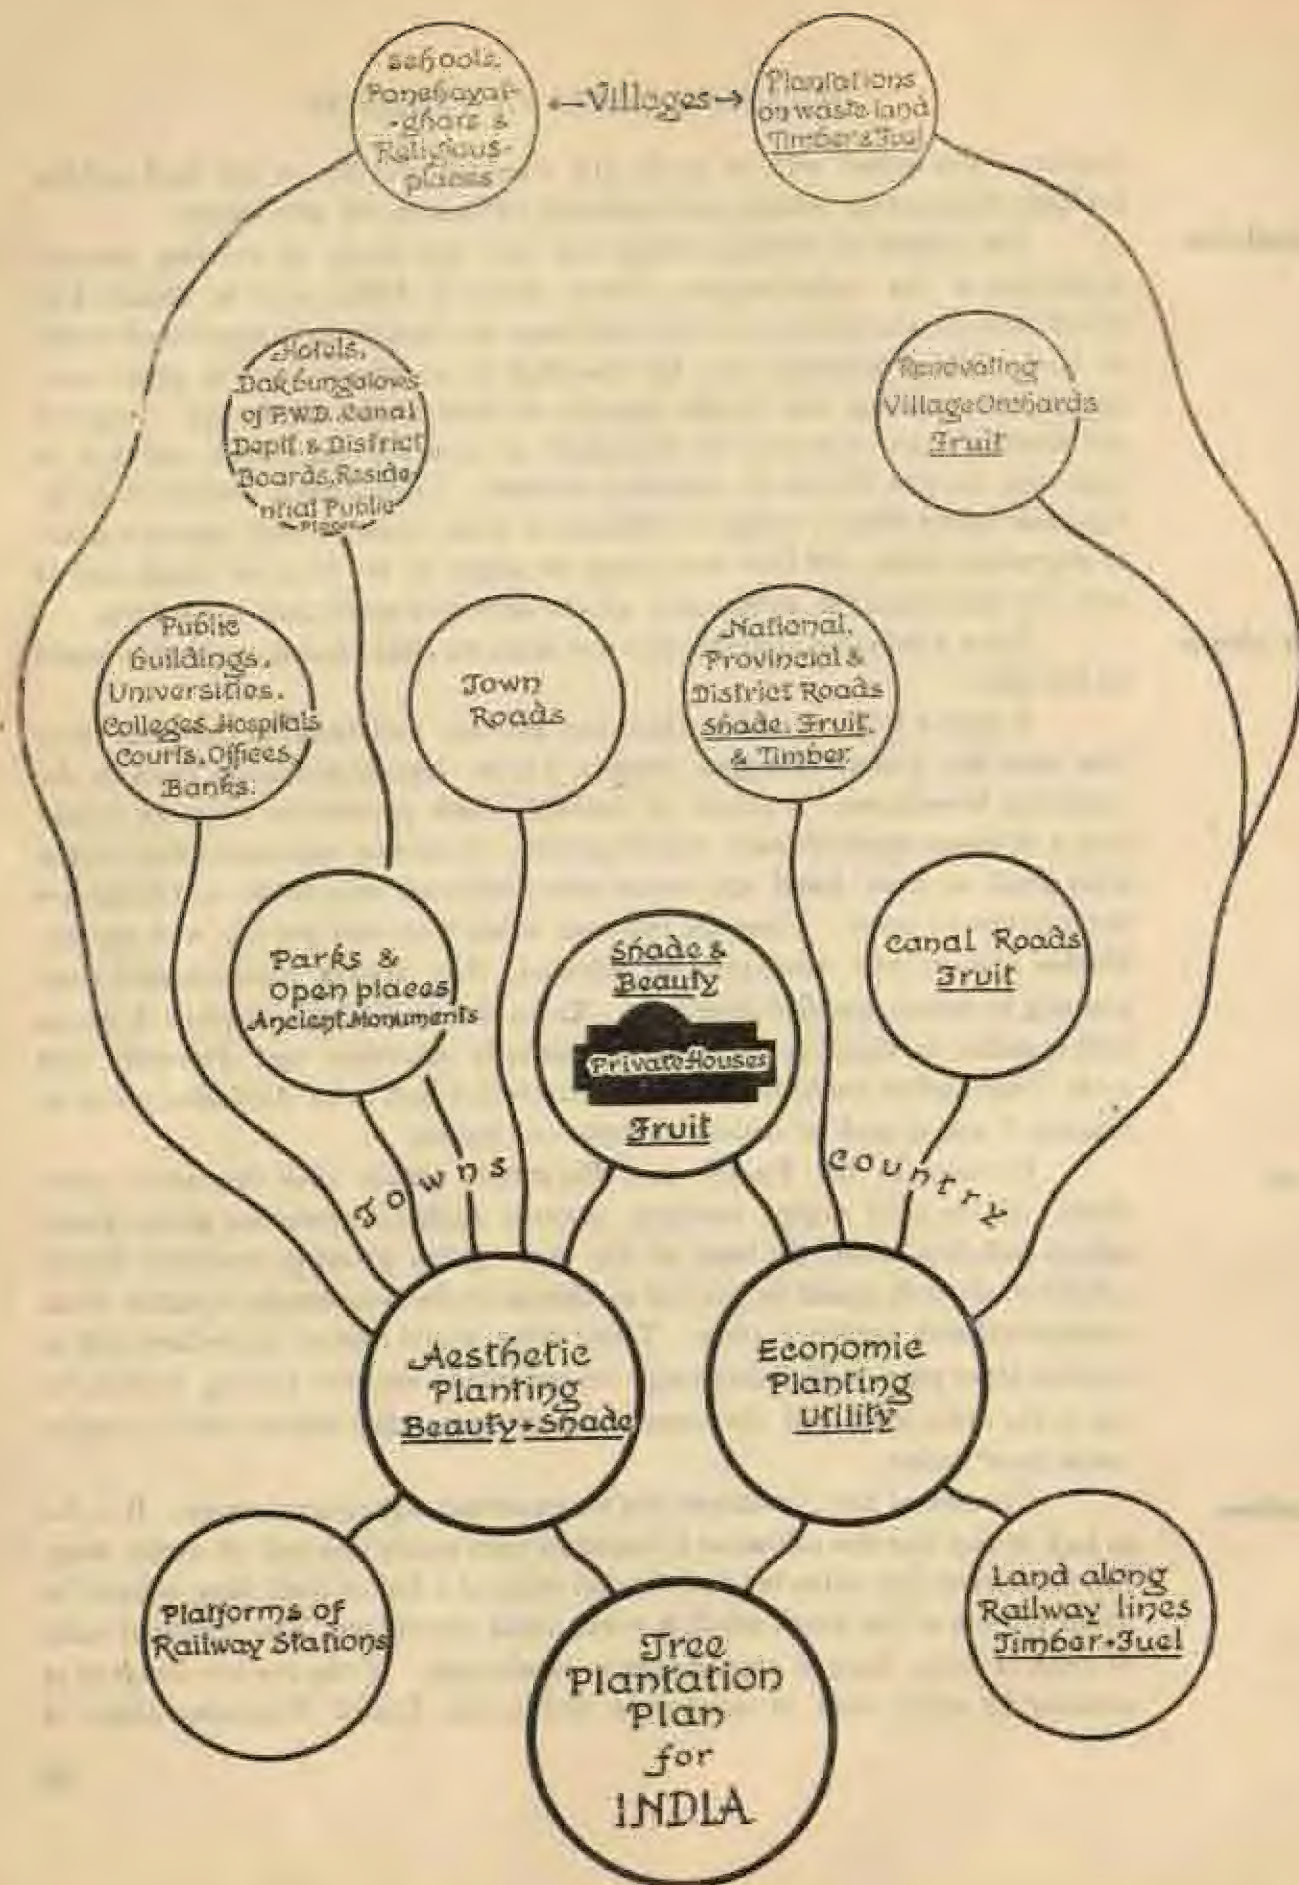 Schools,
Panchayat-
-ghars &
Religious-
places
←Villages→
Plantations
on waste land
Timber & Fuel
Hotels,
Dak bungalows
of P.W.D. Canal
Deptt. & District
Boards, Reside-
ntial Public
Places
Renovating
Village Orchards
Fruit
Public
Buildings,
Universities,
Colleges, Hospitals
Courts, Offices,
Banks.
Town
Roads
National,
Provincial &
District Roads
Shade, Fruit,
& Timber.
Parks &
Open places
Ancient Monuments
Shade &
Beauty
Private Houses
Fruit
Canal Roads
Fruit
Towns
Country
Aesthetic
Planting
Beauty + Shade
Economic
Planting
Utility
Platforms of
Railway Stations
Land along
Railway lines
Timber + Fuel
Tree
Plantation
Plan
for
INDIA